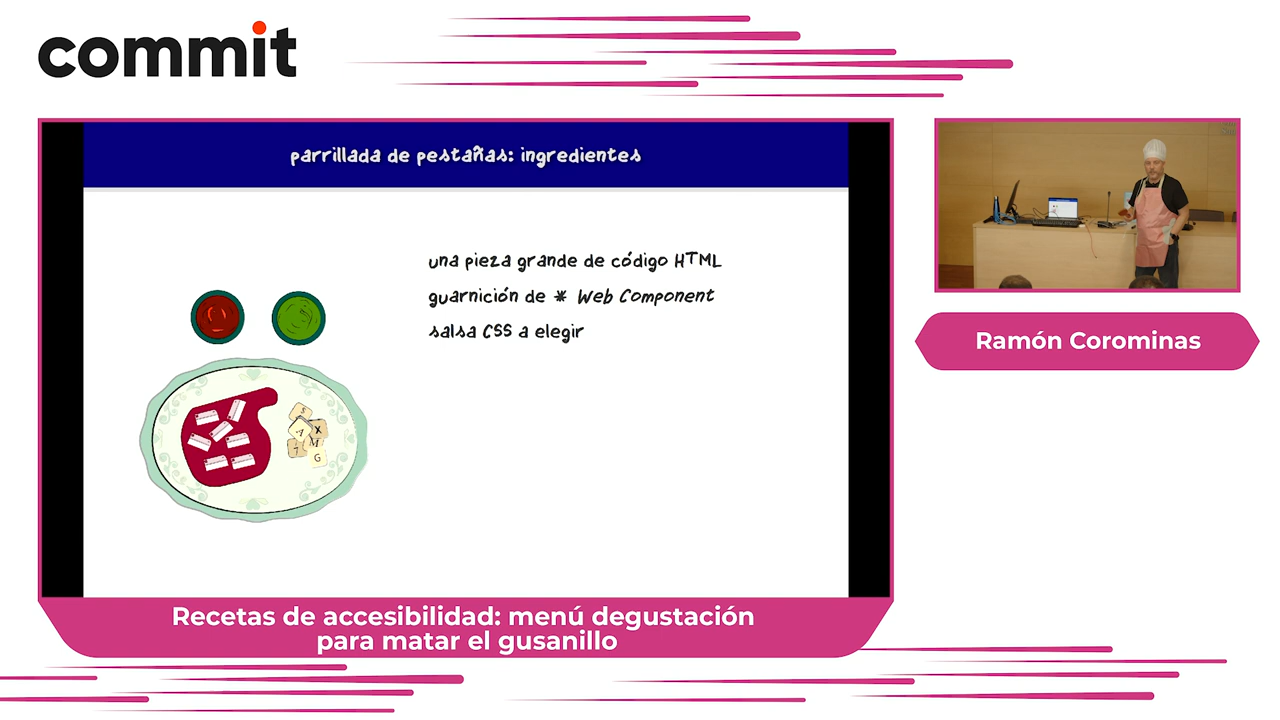 commit
parrillada de pestañas: ingredientes
una pieza grande de código HTML
guarnición de * Web Component
salsa CSS a elegir
S
A X
7 M
G
Ramón Corominas
Recetas de accesibilidad: menú degustación
para matar el gusanillo